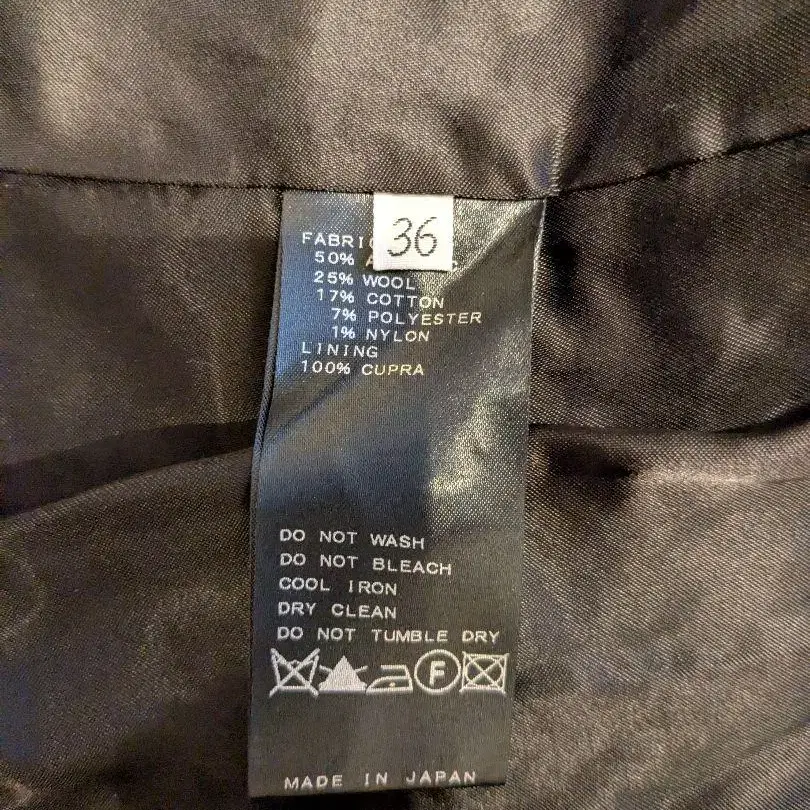 36
FABRIC
50%
25% WOOL
17% COTTON
7% POLYESTER
1% NYLON
LINING
100% CUPRA
DO NOT WASH
DO NOT BLEACH
COOL IRON
DRY CLEAN
DO NOT TUMBLE DRY
F
MADE IN JAPAN